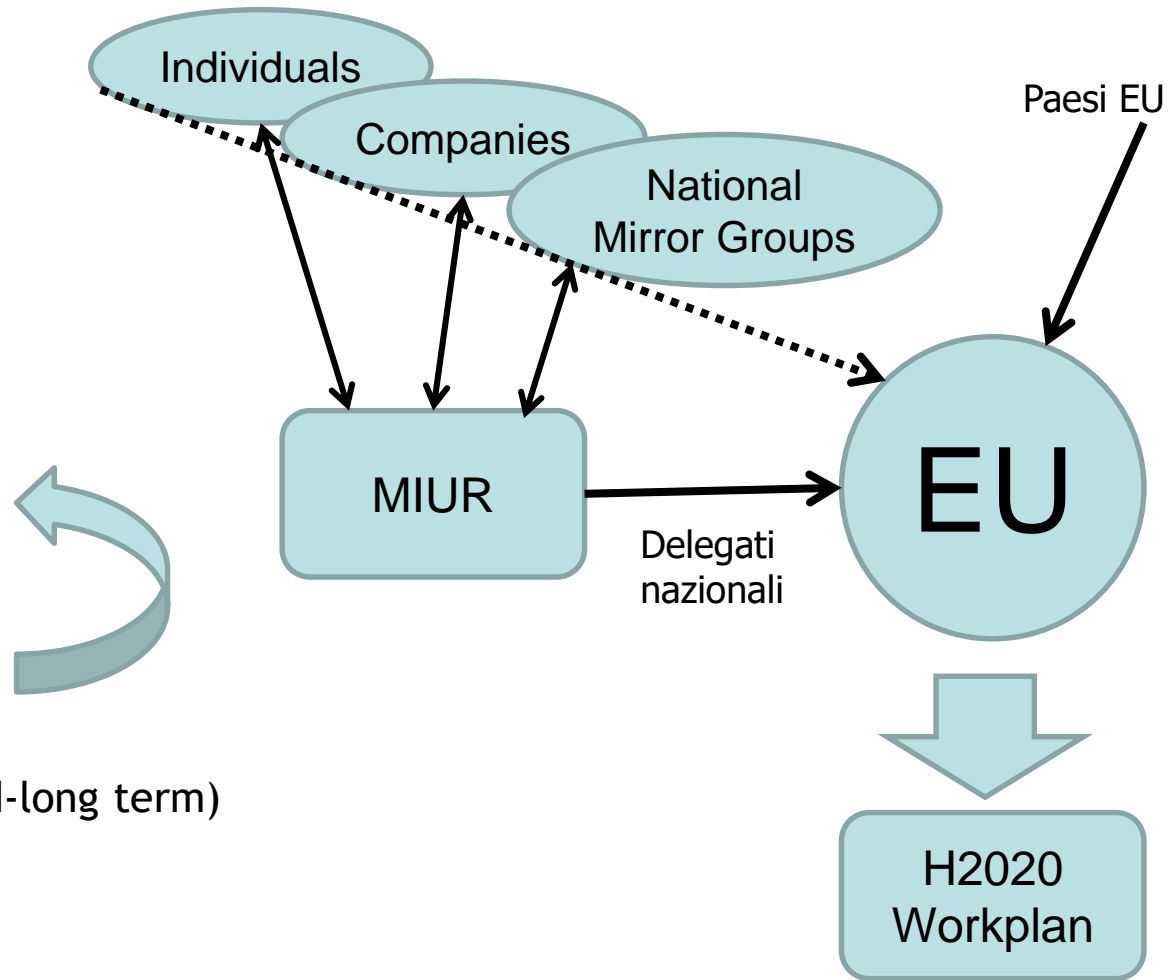 Individuals
Companies
National
Mirror Groups
Paesi EU
MIUR
EU
Delegati
nazionali
-long term)
H2020
Workplan